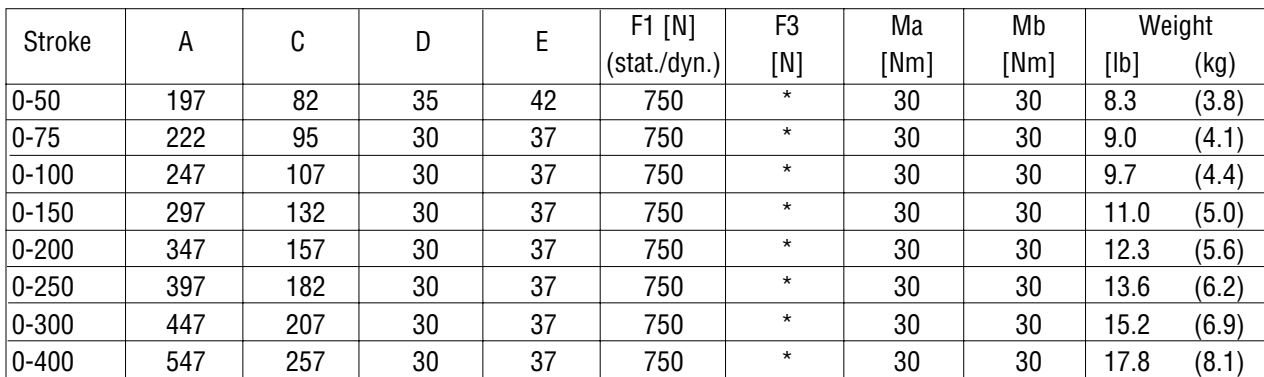 Stroke A C D E F1 [N] (stat./dyn.) F3 [N] Ma [Nm] Mb [Nm] Weight [lb] (kg)
0-50 197 82 35 42 750 * 30 30 8.3 (3.8)
0-75 222 95 30 37 750 * 30 30 9.0 (4.1)
0-100 247 107 30 37 750 * 30 30 9.7 (4.4)
0-150 297 132 30 37 750 * 30 30 11.0 (5.0)
0-200 347 157 30 37 750 * 30 30 12.3 (5.6)
0-250 397 182 30 37 750 * 30 30 13.6 (6.2)
0-300 447 207 30 37 750 * 30 30 15.2 (6.9)
0-400 547 257 30 37 750 * 30 30 17.8 (8.1)